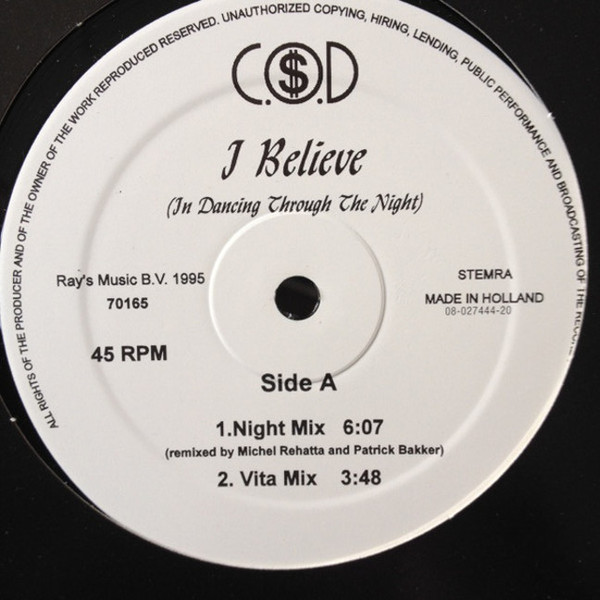 ALL RIGHTS OF THE PRODUCER AND OF THE OWNER OF THE WORK REPRODUCED RESERVED. UNAUTHORIZED COPYING, HIRING, LENDING, PUBLIC PERFORMANCE AND BROADCASTING OF THE
C.$.D
I Believe
(In Dancing Through The Night)
Ray's Music B.V. 1995
70165
STEMRA
MADE IN HOLLAND
08-027444-20
45 RPM
Side A
1.Night Mix 6:07
(remixed by Michel Rehatta and Patrick Bakker)
2. Vita Mix 3:48